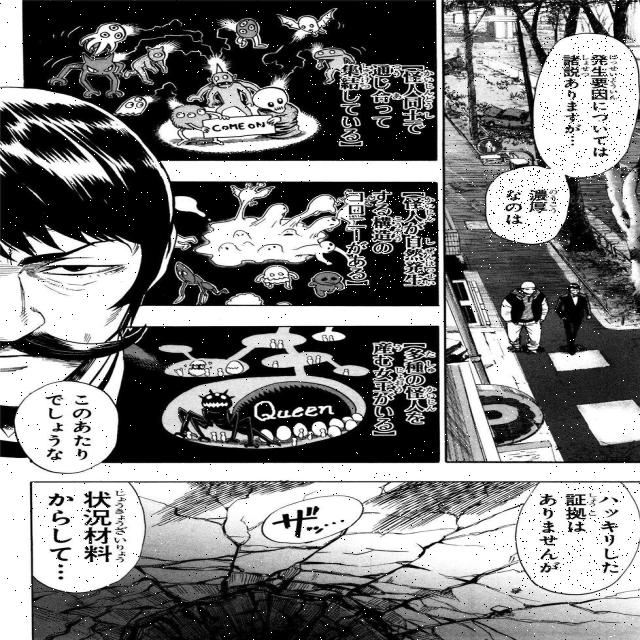 発生要因については
諸説ありますが…
濃厚
なのは
【怪人同士で
通じ合って
集結している】
COME ON
【怪人が自然発生
する構造の
コロニーがある】
【多種の怪人を
産む女王がいる】
Queen
このあたり
でしょうな
ハッキリした
証拠は
ありませんが
ザッ…
状況材料
からして…